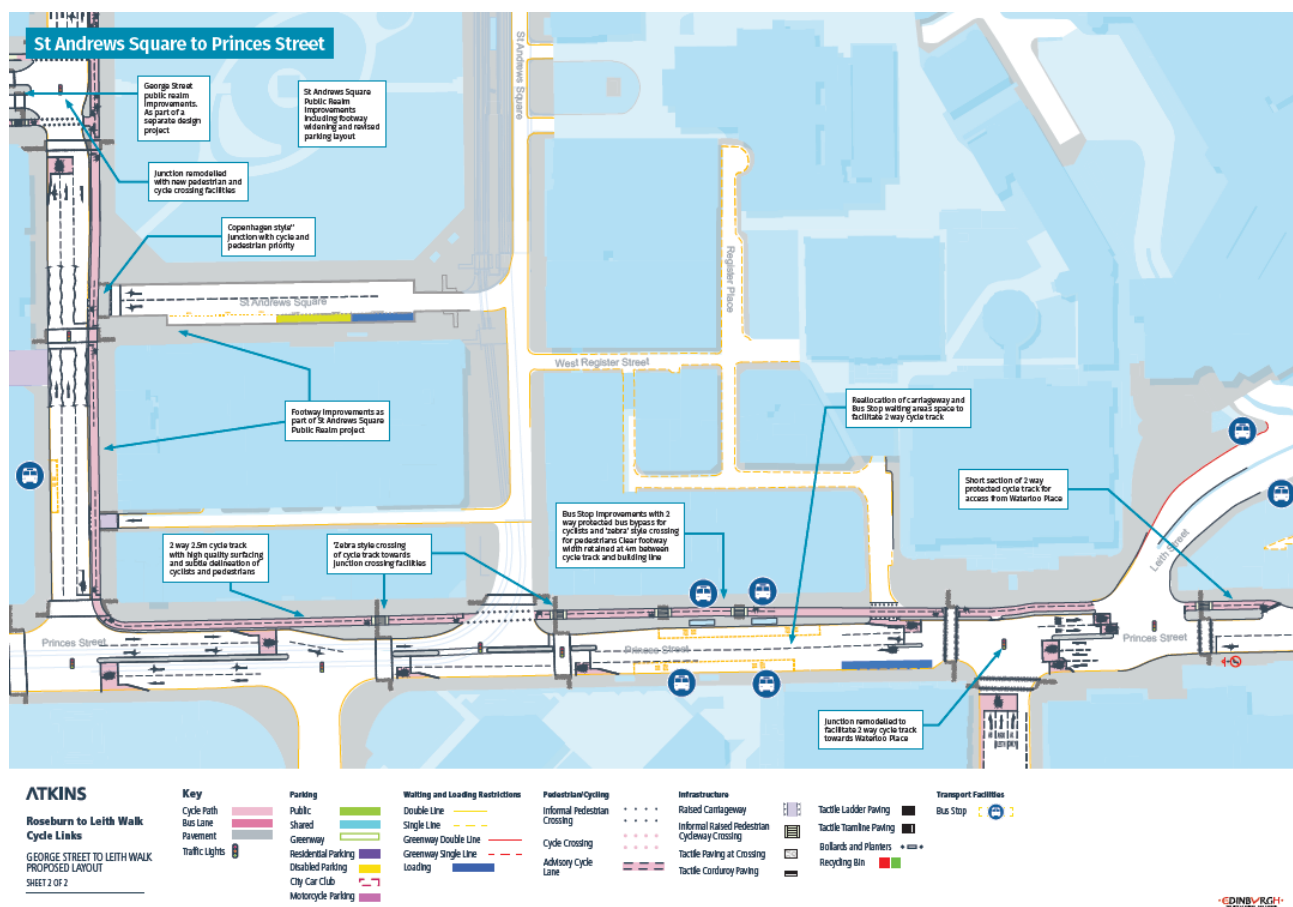 St Andrews Square to Princes Street
George Street
public realm
improvements.
As part of a
separate design
project
St Andrews Square
Public Realm
Improvements
including footway
widening and revised
parking layout
St Andrews Square
Junction remodelled
with new pedestrian and
cycle crossing facilities
Copenhagen style"
junction with cycle and
pedestrian priority
St Andrews Square
Register Place
West Register Street
Footway improvements as
part of St Andrews Square
Public Realm project
Reallocation of carriageway and
Bus Stop waiting areas space to
facilitate 2 way cycle track
Short section of 2 way
protected cycle track for
access from Waterloo Place
Bus Stop improvements with 2
way protected bus bypass for
cyclists and 'zebra' style crossing
for pedestrians Clear footway
width retained at 4m between
cycle track and building line
2 way 2.5m cycle track
with high quality surfacing
and subtle delineation of
cyclists and pedestrians
'Zebra style crossing
of cycle track towards
junction crossing facilities
Leith Street
Princes Street
Princes Street
Princes Street
Junction remodelled to
facilitate 2 way cycle track
towards Waterloo Place
ATKINS
Roseburn to Leith Walk
Cycle Links
GEORGE STREET TO LEITH WALK
PROPOSED LAYOUT
SHEET 2 OF 2
Key
Cycle Path
Bus Lane
Pavement
Traffic Lights
Parking
Public
Shared
Greenway
Residential Parking
Disabled Parking
City Car Club
Motorcycle Parking
Waiting and Loading Restrictions
Double Line
Single Line
Greenway Double Line
Greenway Single Line
Loading
Pedestrian/Cycling
Informal Pedestrian
Crossing
Cycle Crossing
Advisory Cycle
Lane
Infrastructure
Raised Carriageway
Informal Raised Pedestrian
Cycleway Crossing
Tactile Paving at Crossing
Tactile Corduroy Paving
Tactile Ladder Paving
Tactile Tramline Paving
Bollards and Planters
Recycling Bin
Transport Facilities
Bus Stop
·EDINBVRGH·